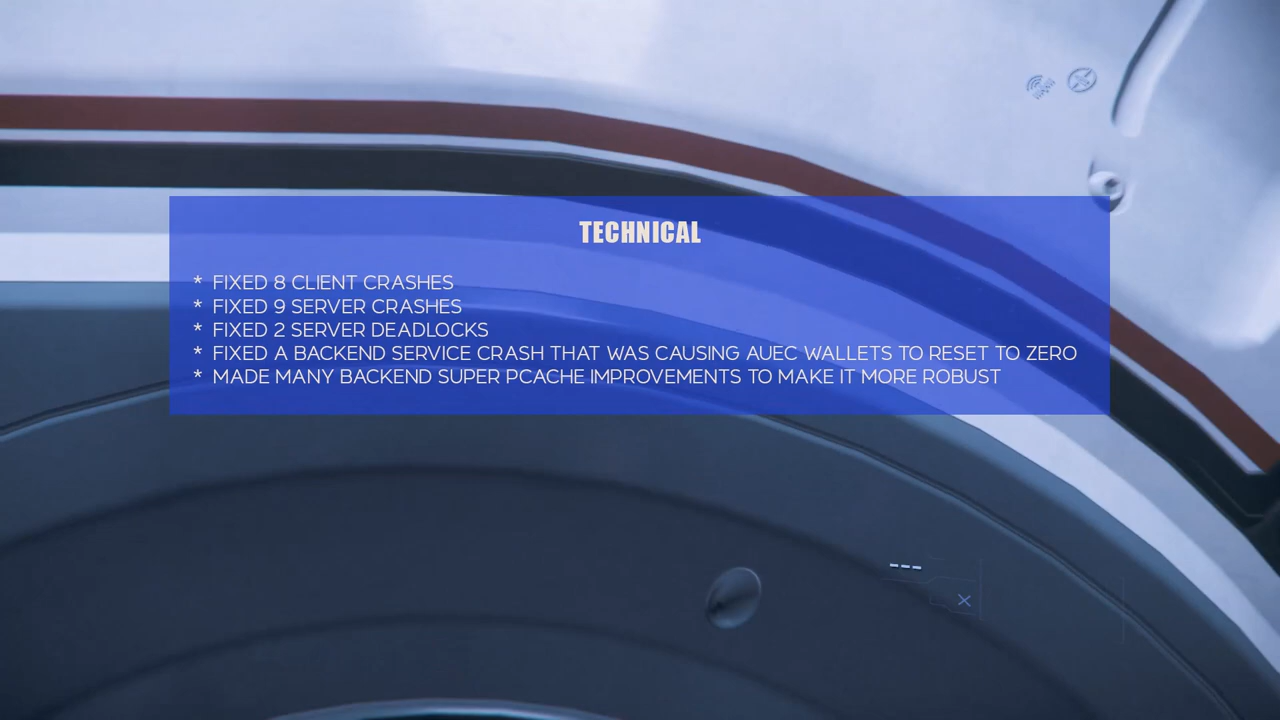 TECHNICAL
* FIXED 8 CLIENT CRASHES
* FIXED 9 SERVER CRASHES
* FIXED 2 SERVER DEADLOCKS
* FIXED A BACKEND SERVICE CRASH THAT WAS CAUSING AUEC WALLETS TO RESET TO ZERO
* MADE MANY BACKEND SUPER PCACHE IMPROVEMENTS TO MAKE IT MORE ROBUST